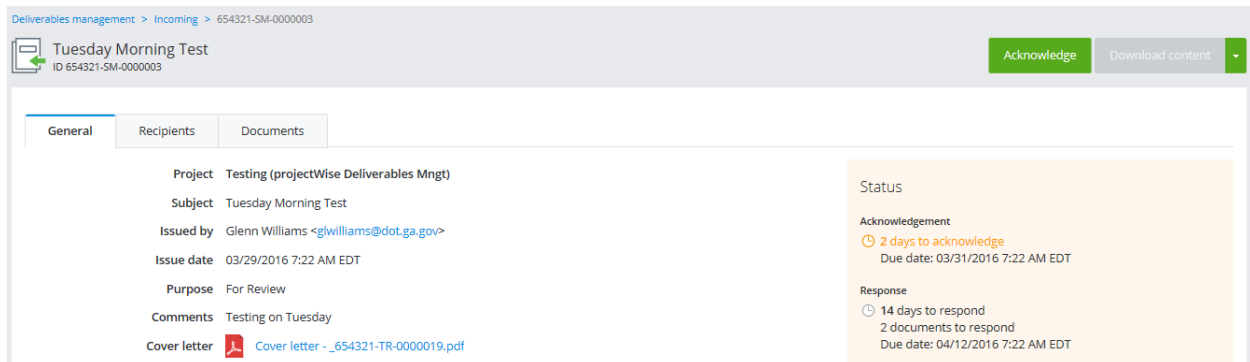 Deliverables management > Incoming > 654321-SM-0000003
Tuesday Morning Test
ID 654321-SM-0000003
Acknowledge
Download content
General Recipients Documents
Project Testing (projectWise Deliverables Mngt)
Subject Tuesday Morning Test
Issued by Glenn Williams <glwilliams@dot.ga.gov>
Issue date 03/29/2016 7:22 AM EDT
Purpose For Review
Comments Testing on Tuesday
Cover letter Cover letter - _654321-TR-0000019.pdf
Status
Acknowledgement
2 days to acknowledge
Due date: 03/31/2016 7:22 AM EDT
Response
14 days to respond
2 documents to respond
Due date: 04/12/2016 7:22 AM EDT